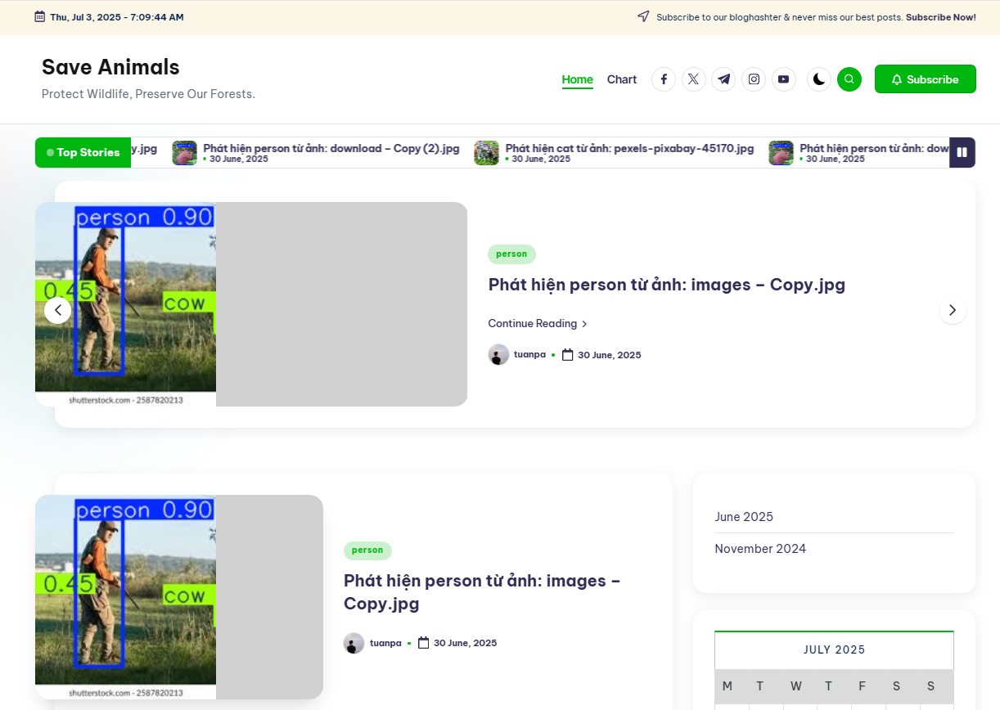 Thu, Jul 3, 2025 - 7:09:44 AM
Subscribe to our bloghashter & never miss our best posts. Subscribe Now!
Save Animals
Protect Wildlife, Preserve Our Forests.
Home
Chart
Subscribe
Top Stories
y.jpg
Phát hiện person từ ảnh: download – Copy (2).jpg
30 June, 2025
Phát hiện cat từ ảnh: pexels-pixabay-45170.jpg
30 June, 2025
Phát hiện person từ ảnh: dow
30 June, 2025
person 0.90
0.45
cow
shutterstock.com · 2587820213
person
Phát hiện person từ ảnh: images – Copy.jpg
Continue Reading
tuanpa
30 June, 2025
person 0.90
0.45
cow
shutterstock.com · 2587820213
person
Phát hiện person từ ảnh: images –
Copy.jpg
tuanpa
30 June, 2025
June 2025
November 2024
JULY 2025
M T W T F S S